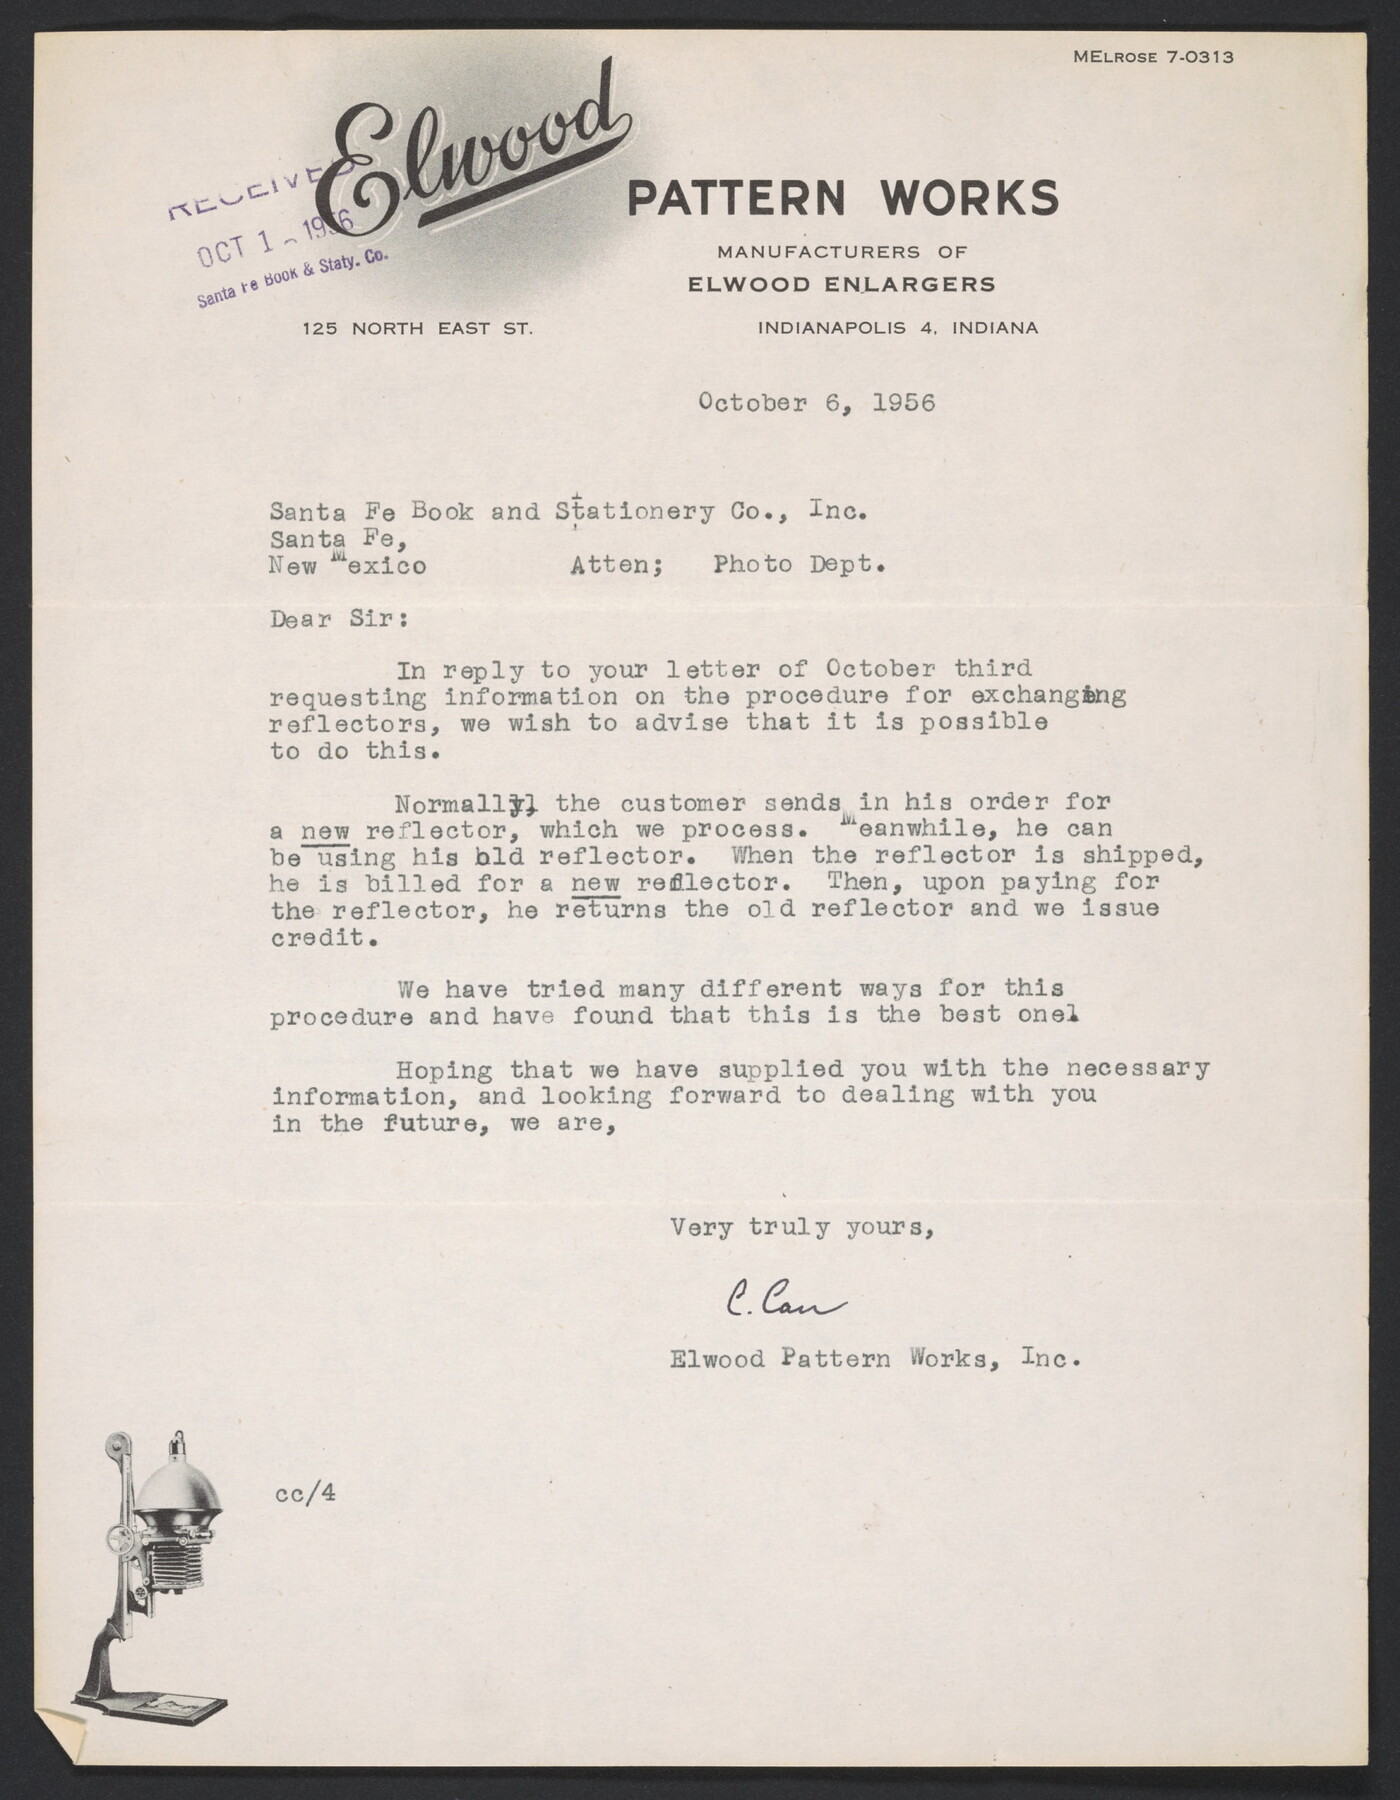 MELROSE 7-0313
Elwood
PATTERN WORKS
RECEIVED
OCT 1 - 1956
Santa Fe Book & Staty. Co.
MANUFACTURERS OF
ELWOOD ENLARGERS
125 NORTH EAST ST. INDIANAPOLIS 4, INDIANA
October 6, 1956
Santa Fe Book and Stationery Co., Inc.
Santa Fe,
New Mexico Atten; Photo Dept.
Dear Sir:
In reply to your letter of October third
requesting information on the procedure for exchanging
reflectors, we wish to advise that it is possible
to do this.
Normally, the customer sends in his order for
a new reflector, which we process. Meanwhile, he can
be using his old reflector. When the reflector is shipped,
he is billed for a new reflector. Then, upon paying for
the reflector, he returns the old reflector and we issue
credit.
We have tried many different ways for this
procedure and have found that this is the best one.
Hoping that we have supplied you with the necessary
information, and looking forward to dealing with you
in the future, we are,
Very truly yours,
C. Carr
Elwood Pattern Works, Inc.
cc/4